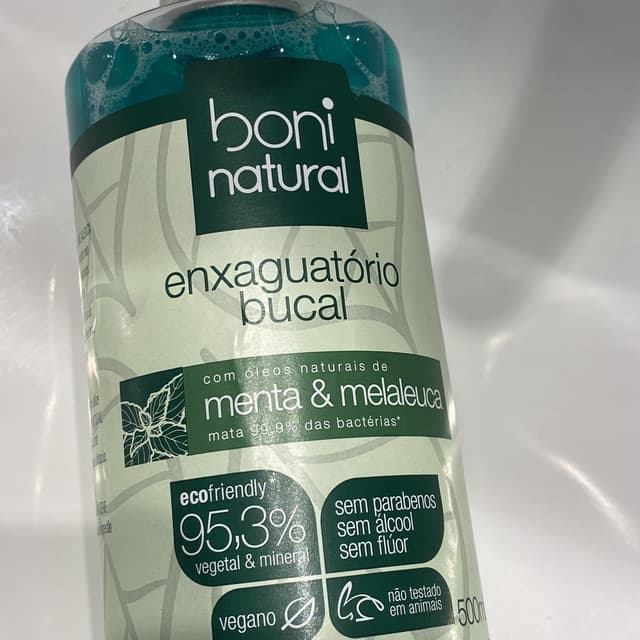 boni
natural
enxaguatório
bucal
com óleos naturais de
menta & melaleuca
mata 99,9% das bactérias*
ecofriendly
95,3%
vegetal & mineral
sem parabenos
sem álcool
sem flúor
vegano
não testado
em animais